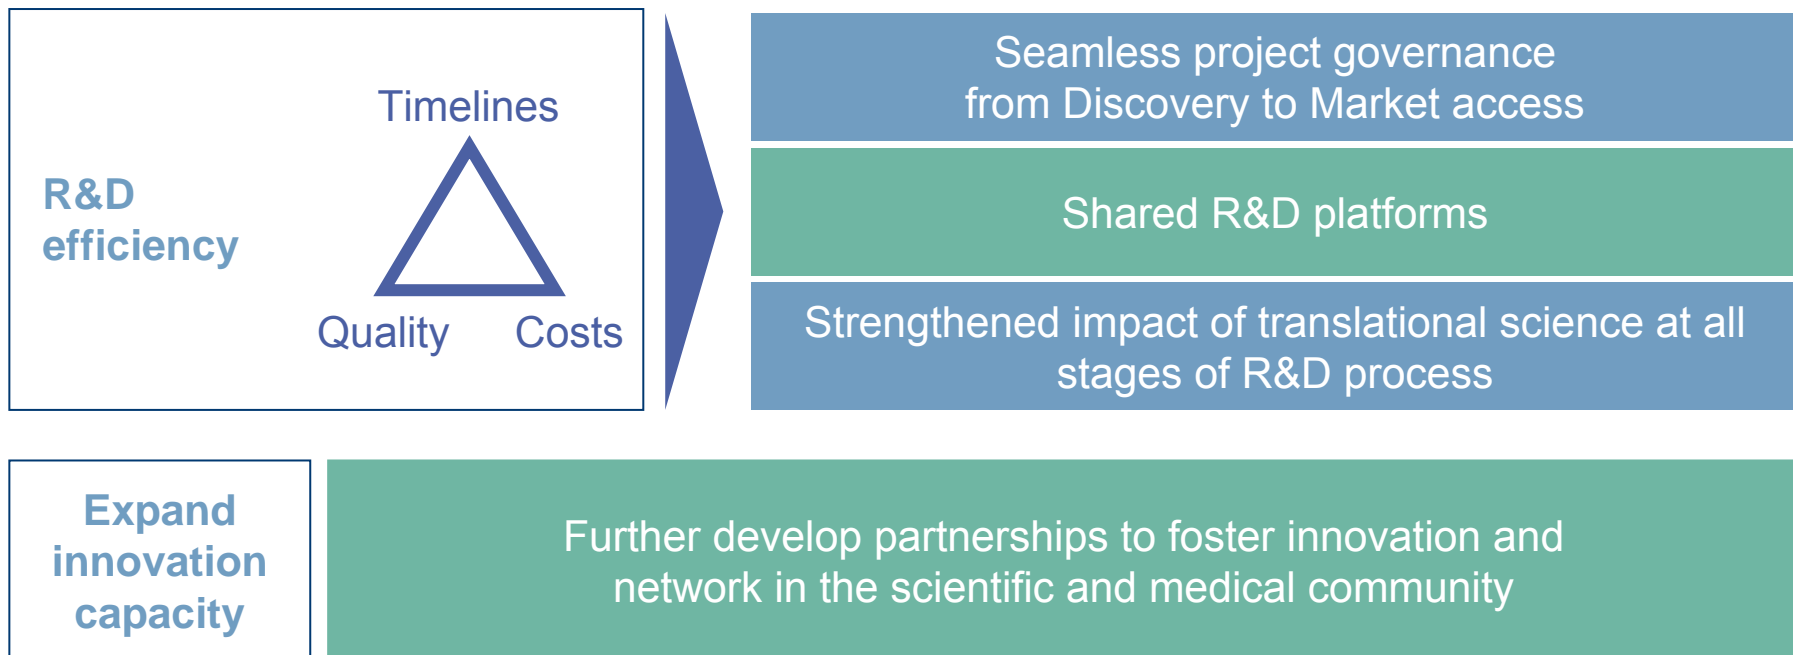 R&D
efficiency
Timelines
Quality
Costs
Seamless project governance
from Discovery to Market access
Shared R&D platforms
Strengthened impact of translational science at all
stages of R&D process
Expand
innovation
capacity
Further develop partnerships to foster innovation and
network in the scientific and medical community